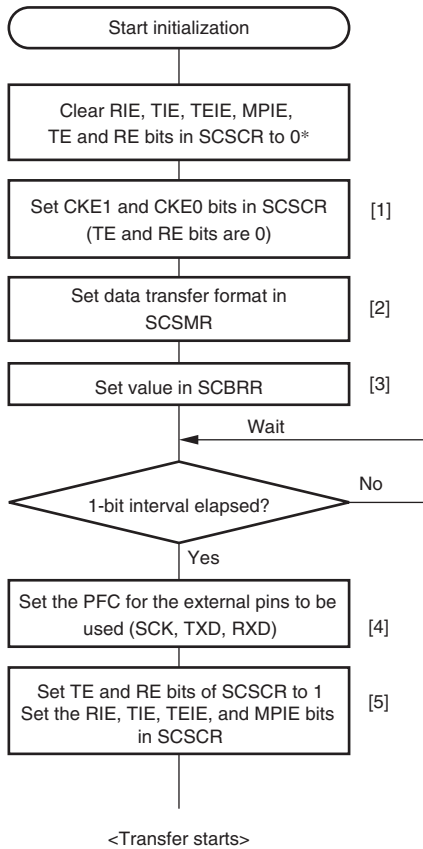 Start initialization
Clear RIE, TIE, TEIE, MPIE,
TE and RE bits in SCSCR to 0*
Set CKE1 and CKE0 bits in SCSCR
(TE and RE bits are 0)
[1]
Set data transfer format in
SCSMR
[2]
Set value in SCBRR
[3]
Wait
1-bit interval elapsed?
No
Yes
Set the PFC for the external pins to be
used (SCK, TXD, RXD)
[4]
Set TE and RE bits of SCSCR to 1
Set the RIE, TIE, TEIE, and MPIE bits
in SCSCR
[5]
<Transfer starts>